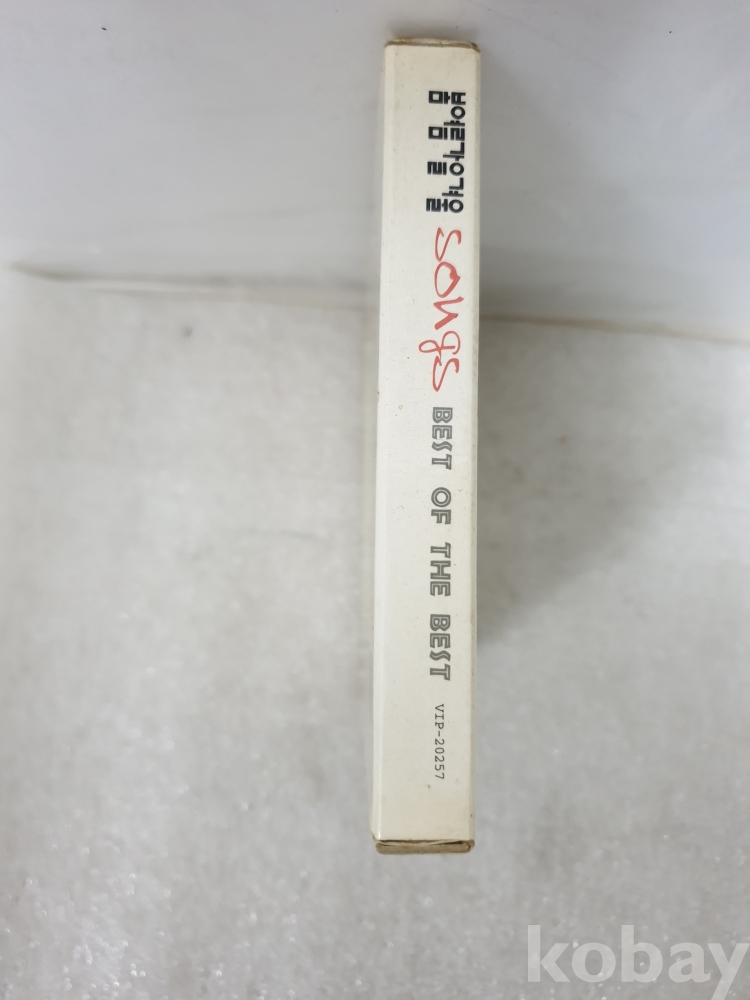 songs
BEST OF THE BEST
VIP-20257
kobay